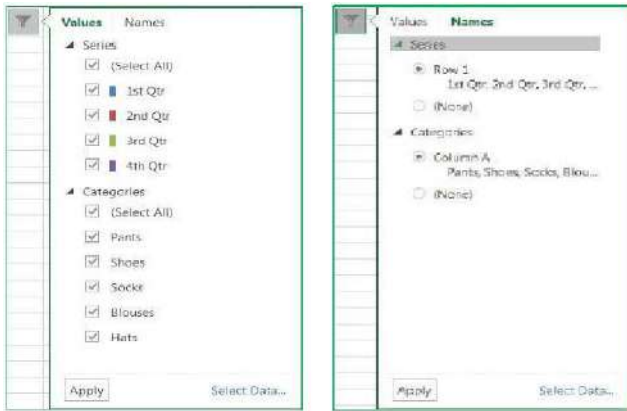 Values Names
Series
(Select All)
1st Qtr
2nd Qtr
3rd Qtr
4th Qtr
Categories
(Select All)
Pants
Shoes
Socks
Blouses
Hats
Apply Select Data...
Values Names
Series
Row 1
1st Qtr, 2nd Qtr, 3rd Qtr, ...
(None)
Categories
Column A
Pants, Shoes, Socks, Blou...
(None)
Apply Select Data...